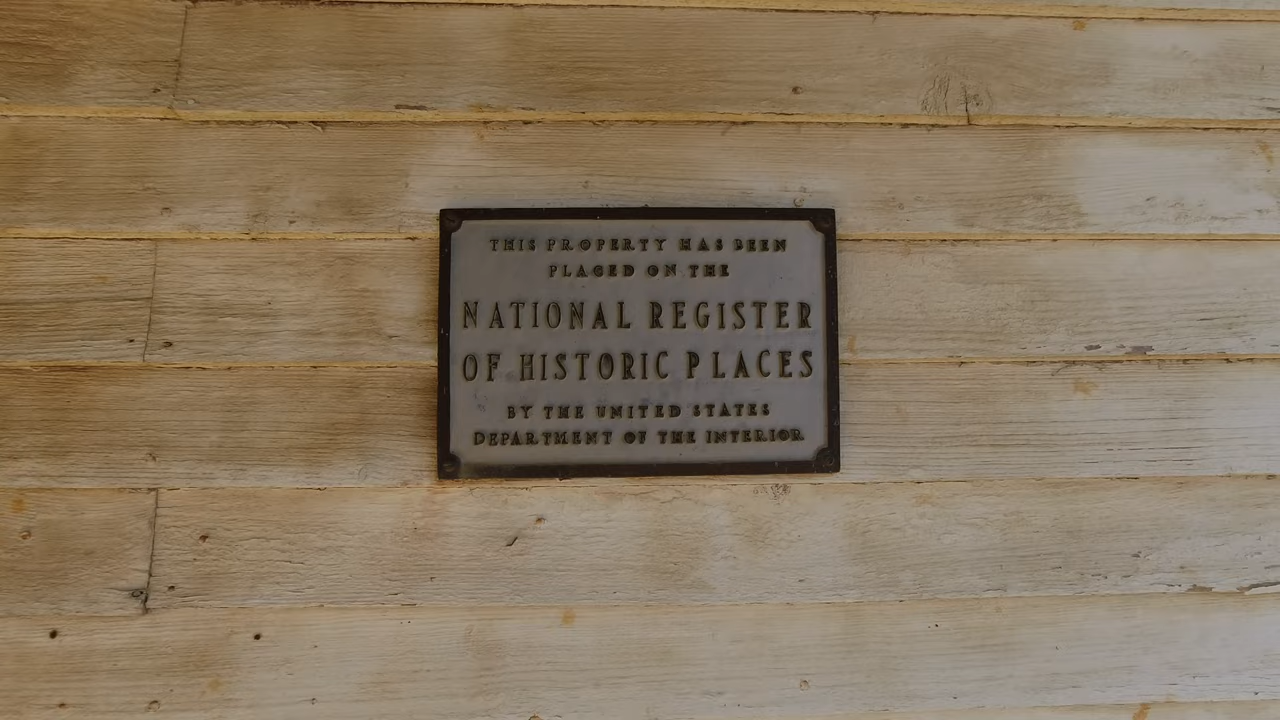 THIS PROPERTY HAS BEEN
PLACED ON THE
NATIONAL REGISTER
OF HISTORIC PLACES
BY THE UNITED STATES
DEPARTMENT OF THE INTERIOR